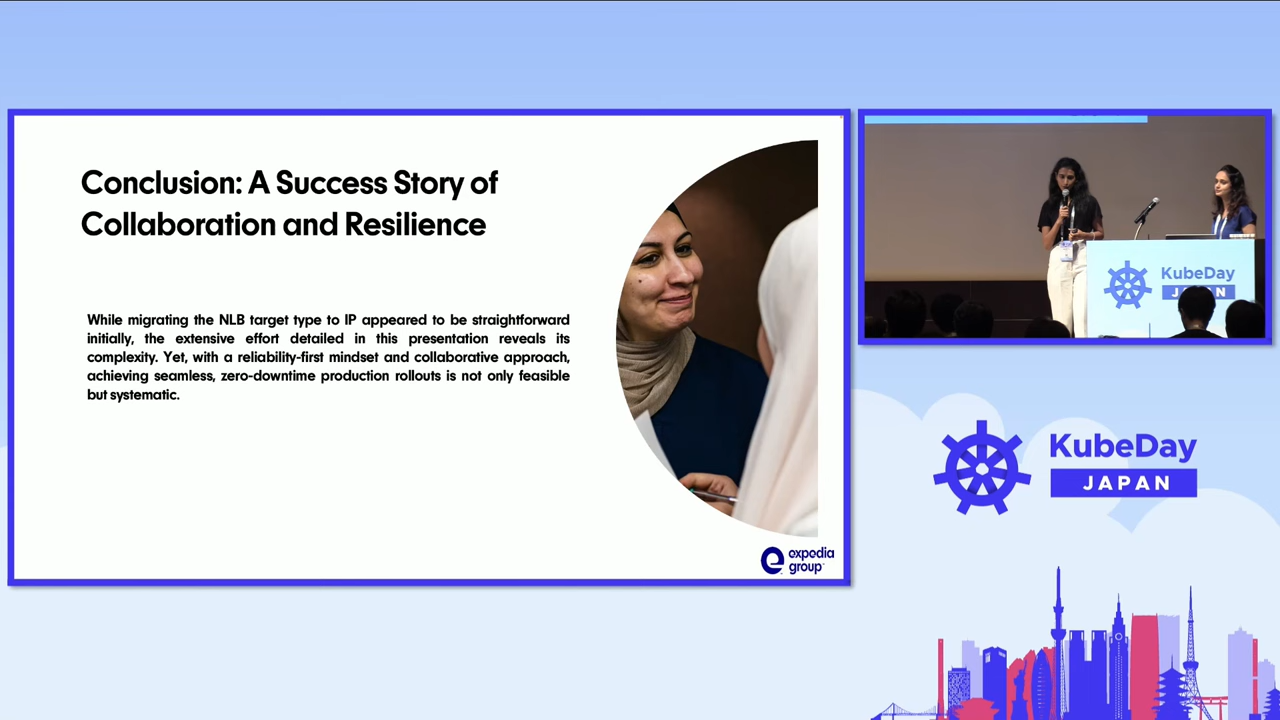 Conclusion: A Success Story of
Collaboration and Resilience
While migrating the NLB target type to IP appeared to be straightforward
initially, the extensive effort detailed in this presentation reveals its
complexity. Yet, with a reliability-first mindset and collaborative approach,
achieving seamless, zero-downtime production rollouts is not only feasible
but systematic.
expedia
group
KubeDay
JAPAN
KubeDay
JAPAN